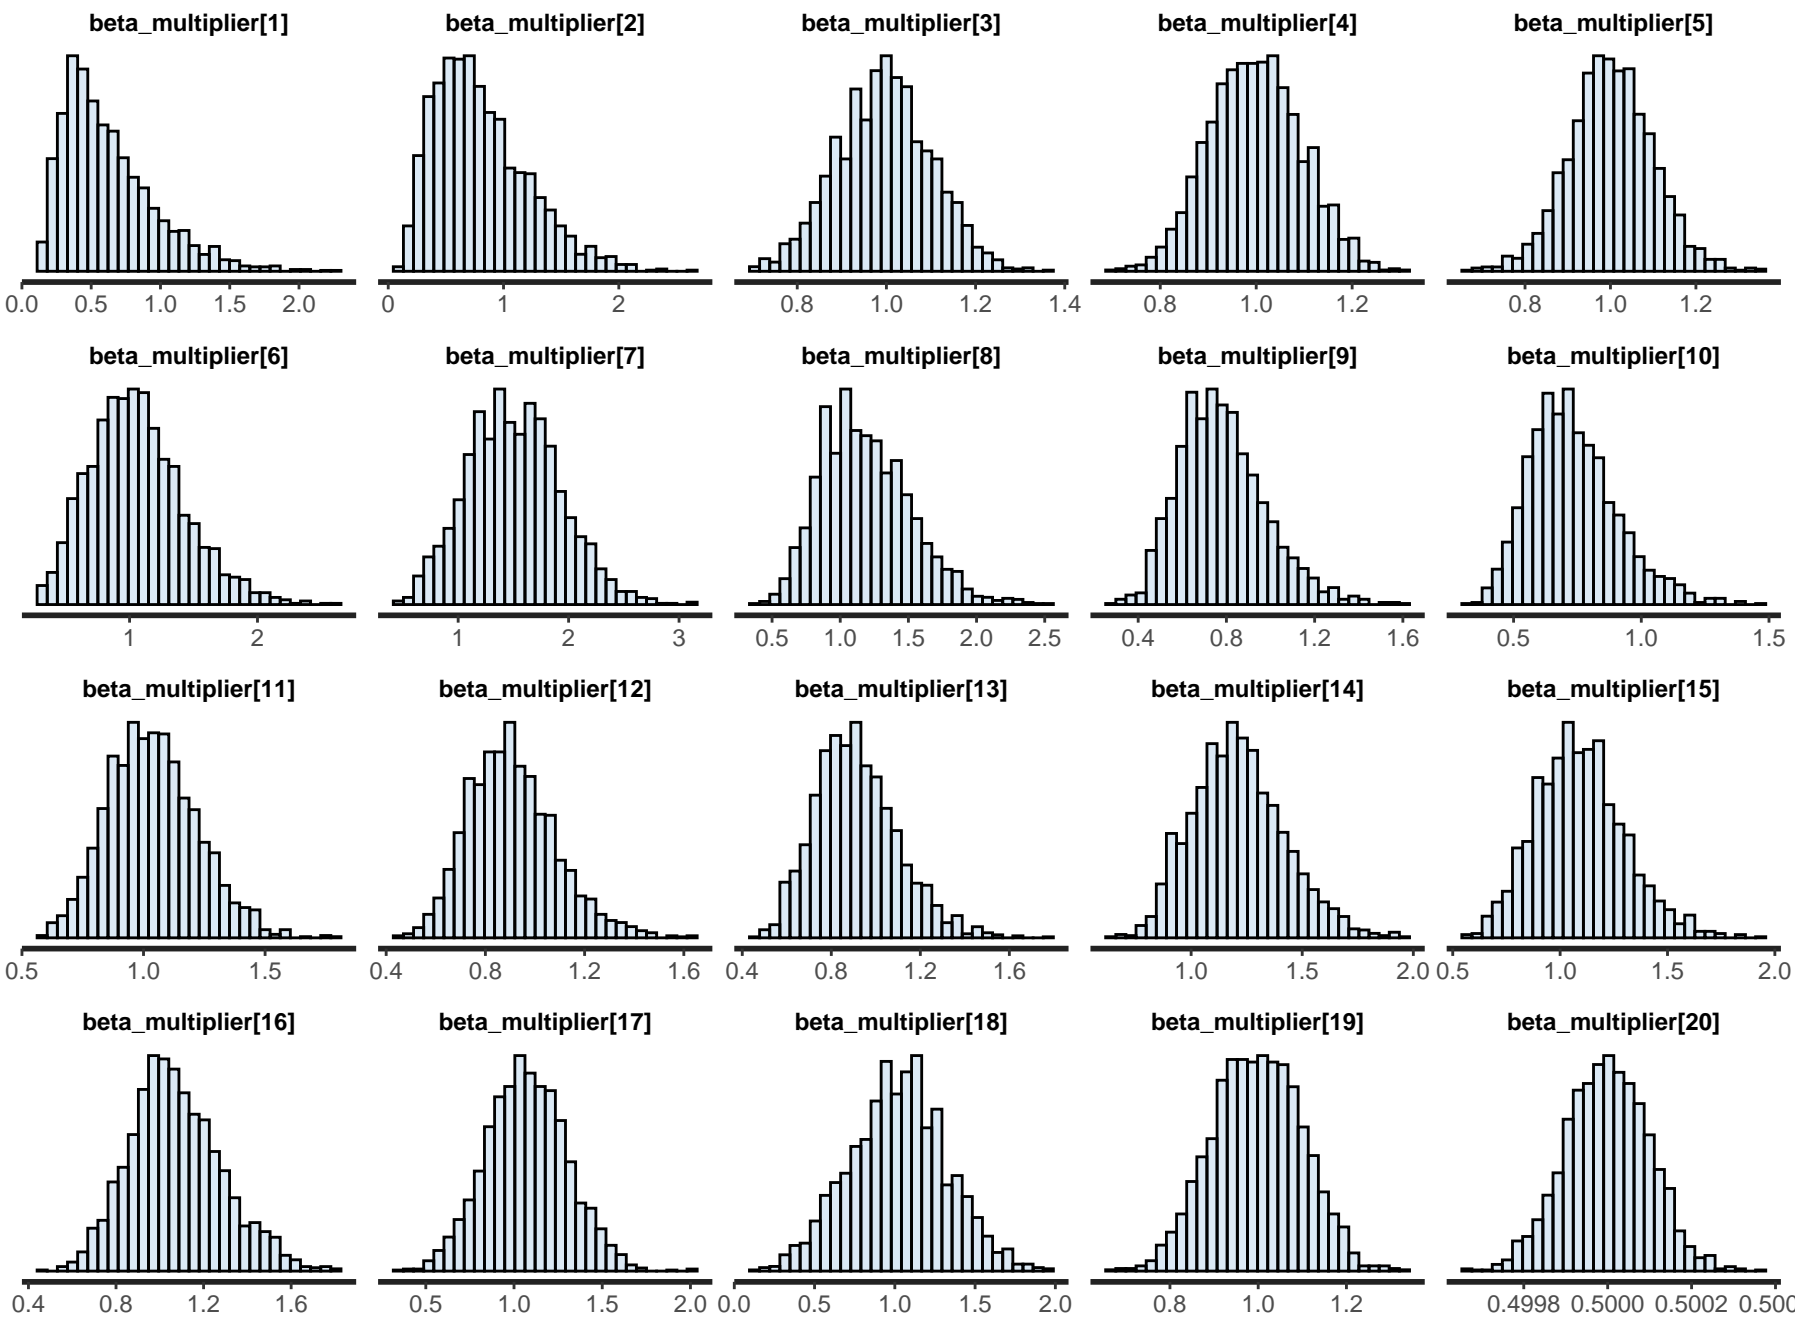 beta_multiplier[1] beta_multiplier[2] beta_multiplier[3] beta_multiplier[4] beta_multiplier[5]
0.0 0.5 1.0 1.5 2.0 0 1 2 0.8 1.0 1.2 1.4 0.8 1.0 1.2 0.8 1.0 1.2
beta_multiplier[6] beta_multiplier[7] beta_multiplier[8] beta_multiplier[9] beta_multiplier[10]
1 2 1 2 3 0.5 1.0 1.5 2.0 2.5 0.4 0.8 1.2 1.6 0.5 1.0 1.5
beta_multiplier[11] beta_multiplier[12] beta_multiplier[13] beta_multiplier[14] beta_multiplier[15]
0.5 1.0 1.5 0.4 0.8 1.2 1.6 0.4 0.8 1.2 1.6 1.0 1.5 2.0 0.5 1.0 1.5 2.0
beta_multiplier[16] beta_multiplier[17] beta_multiplier[18] beta_multiplier[19] beta_multiplier[20]
0.4 0.8 1.2 1.6 0.5 1.0 1.5 2.0 0.0 0.5 1.0 1.5 2.0 0.8 1.0 1.2 0.4998 0.5000 0.5002